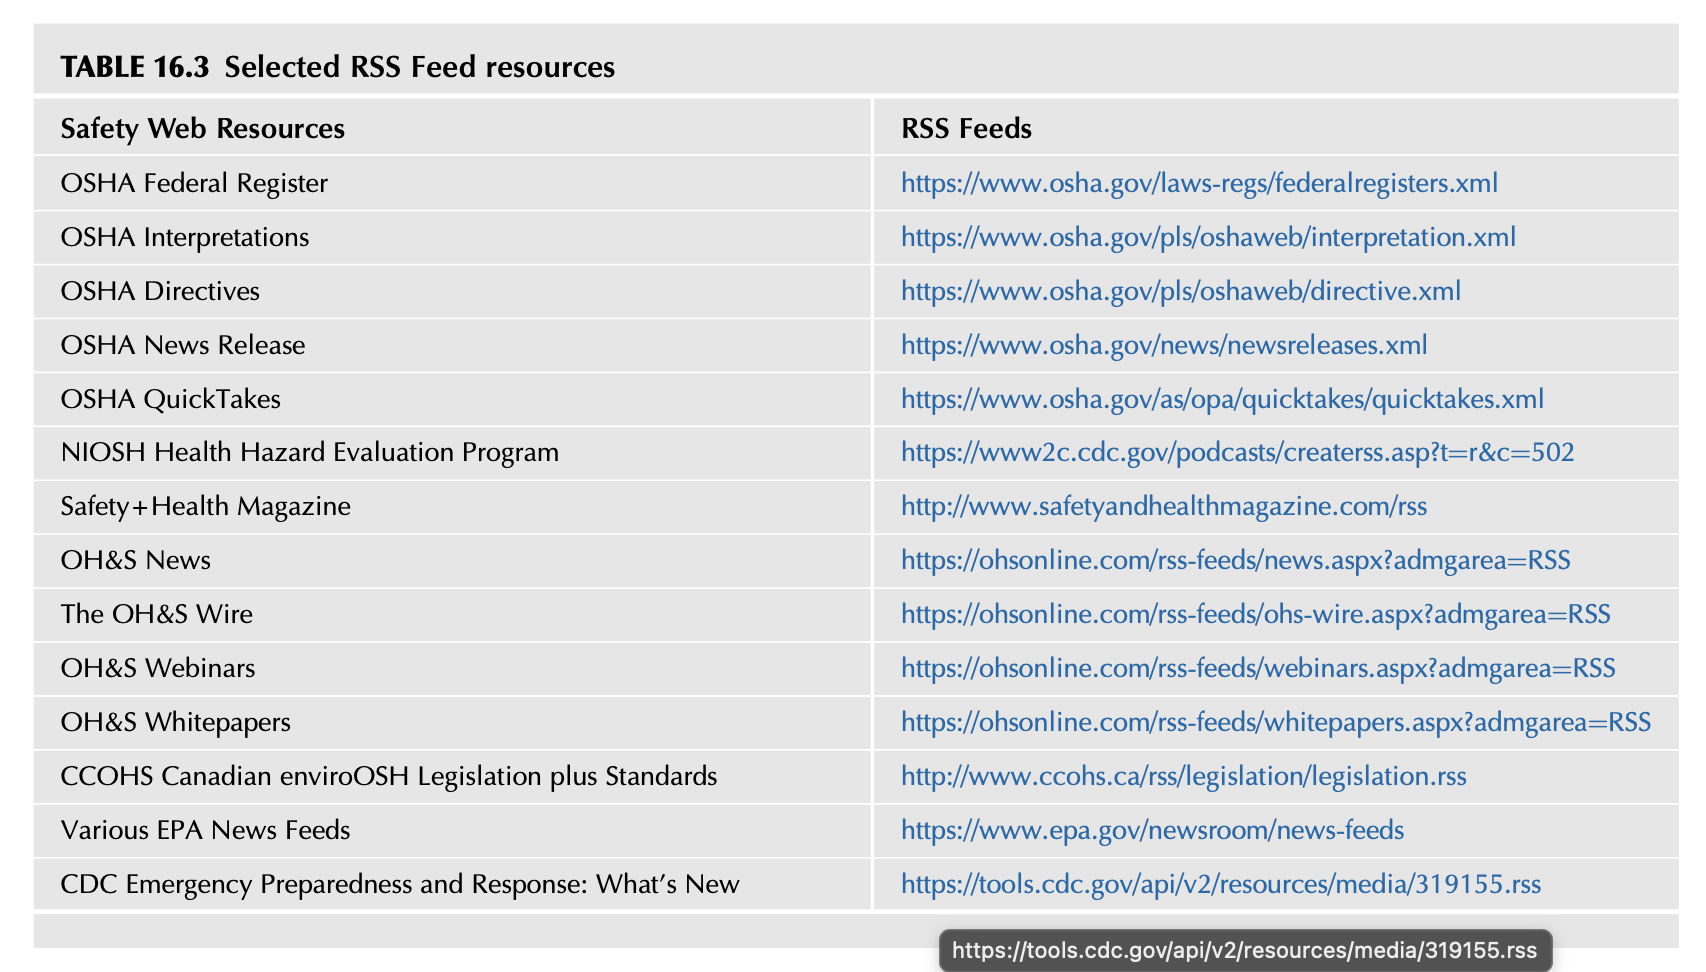 TABLE 16.3 Selected RSS Feed resources
Safety Web Resources RSS Feeds
OSHA Federal Register https://www.osha.gov/laws-regs/federalregisters.xml
OSHA Interpretations https://www.osha.gov/pls/oshaweb/interpretation.xml
OSHA Directives https://www.osha.gov/pls/oshaweb/directive.xml
OSHA News Release https://www.osha.gov/news/newsreleases.xml
OSHA QuickTakes https://www.osha.gov/as/opa/quicktakes/quicktakes.xml
NIOSH Health Hazard Evaluation Program https://www2c.cdc.gov/podcasts/createrss.asp?t=r&c=502
Safety+Health Magazine http://www.safetyandhealthmagazine.com/rss
OH&S News https://ohsonline.com/rss-feeds/news.aspx?admgarea=RSS
The OH&S Wire https://ohsonline.com/rss-feeds/ohs-wire.aspx?admgarea=RSS
OH&S Webinars https://ohsonline.com/rss-feeds/webinars.aspx?admgarea=RSS
OH&S Whitepapers https://ohsonline.com/rss-feeds/whitepapers.aspx?admgarea=RSS
CCOHS Canadian enviroOSH Legislation plus Standards http://www.ccohs.ca/rss/legislation/legislation.rss
Various EPA News Feeds https://www.epa.gov/newsroom/news-feeds
CDC Emergency Preparedness and Response: What’s New https://tools.cdc.gov/api/v2/resources/media/319155.rss
https://tools.cdc.gov/api/v2/resources/media/319155.rss